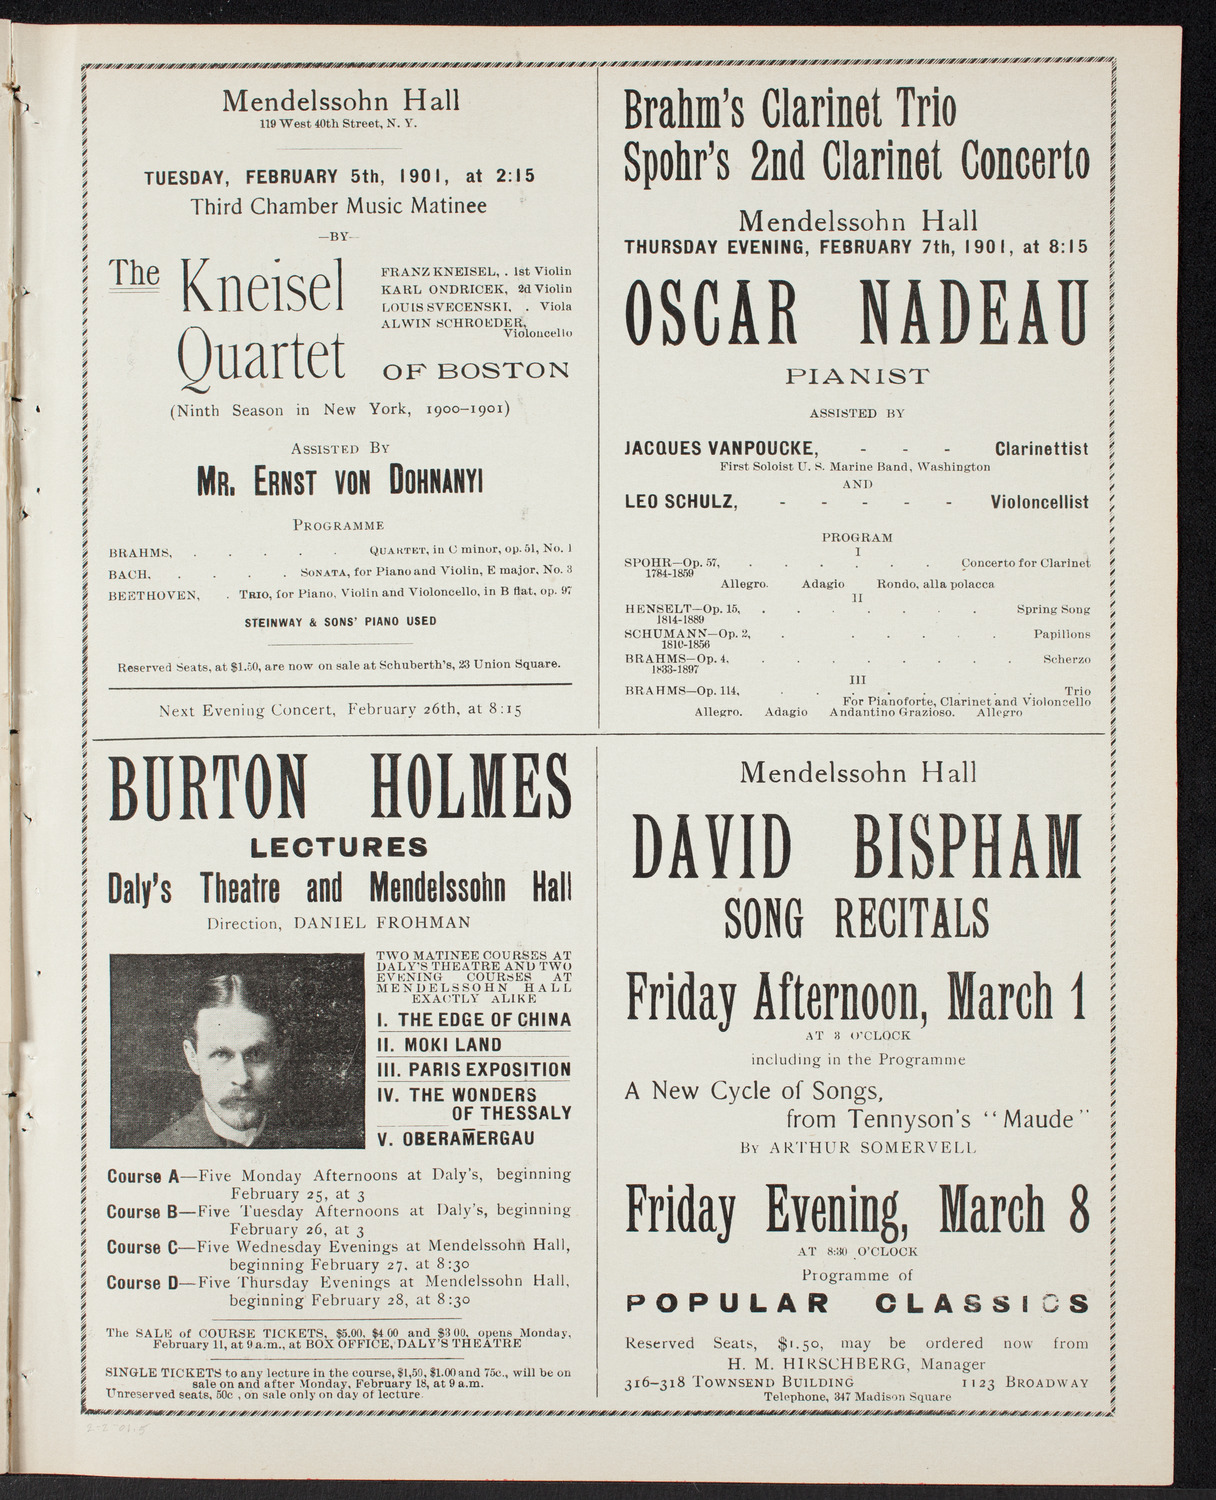 Mendelssohn Hall
119 West 40th Street, N. Y.
TUESDAY, FEBRUARY 5th, 1901, at 2:15
Third Chamber Music Matinee
—BY—
The Kneisel
Quartet
FRANZ KNEISEL, . 1st Violin
KARL ONDRICEK, 2d Violin
LOUIS SVECENSKI, . Viola
ALWIN SCHROEDER,
Violoncello
OF BOSTON
(Ninth Season in New York, 1900-1901)
ASSISTED BY
MR. ERNST VON DOHNANYI
PROGRAMME
BRAHMS, . . . . QUARTET, in C minor, op. 51, No. 1
BACH, . . . . SONATA, for Piano and Violin, E major, No. 3
BEETHOVEN, . TRIO, for Piano, Violin and Violoncello, in B flat, op. 97
STEINWAY & SONS' PIANO USED
Reserved Seats, at $1.50, are now on sale at Schuberth's, 23 Union Square.
Next Evening Concert, February 26th, at 8:15
Brahm's Clarinet Trio
Spohr's 2nd Clarinet Concerto
Mendelssohn Hall
THURSDAY EVENING, FEBRUARY 7th, 1901, at 8:15
OSCAR NADEAU
PIANIST
ASSISTED BY
JACQUES VANPOUCKE, - - - Clarinettist
First Soloist U. S. Marine Band, Washington
AND
LEO SCHULZ, - - - - - Violoncellist
PROGRAM
I
SPOHR—Op. 57, . . . . . . Concerto for Clarinet
1784-1859
Allegro. Adagio Rondo, alla polacca
II
HENSELT—Op. 15, . . . . . . . Spring Song
1814-1889
SCHUMANN—Op. 2, . . . . . . Papillons
1810-1856
BRAHMS—Op. 4, . . . . . . . Scherzo
1833-1897
III
BRAHMS—Op. 114, . . . . . . . Trio
For Pianoforte, Clarinet and Violoncello
Allegro. Adagio Andantino Grazioso. Allegro
BURTON HOLMES
LECTURES
Daly's Theatre and Mendelssohn Hall
Direction, DANIEL FROHMAN
TWO MATINEE COURSES AT
DALY'S THEATRE AND TWO
EVENING COURSES AT
MENDELSSOHN HALL
EXACTLY ALIKE
I. THE EDGE OF CHINA
II. MOKI LAND
III. PARIS EXPOSITION
IV. THE WONDERS
OF THESSALY
V. OBERAMERGAU
Course A—Five Monday Afternoons at Daly's, beginning
February 25, at 3
Course B—Five Tuesday Afternoons at Daly's, beginning
February 26, at 3
Course C—Five Wednesday Evenings at Mendelssohn Hall,
beginning February 27, at 8:30
Course D—Five Thursday Evenings at Mendelssohn Hall,
beginning February 28, at 8:30
The SALE of COURSE TICKETS, $5.00, $4 00 and $3 00, opens Monday,
February 11, at 9 a.m., at BOX OFFICE, DALY'S THEATRE
SINGLE TICKETS to any lecture in the course, $1,50, $1.00 and 75c., will be on
sale on and after Monday, February 18, at 9 a.m.
Unreserved seats, 50c , on sale only on day of lecture.
Mendelssohn Hall
DAVID BISPHAM
SONG RECITALS
Friday Afternoon, March 1
AT 3 O'CLOCK
including in the Programme
A New Cycle of Songs,
from Tennyson's "Maude"
BY ARTHUR SOMERVELL
Friday Evening, March 8
AT 8:30 O'CLOCK
Programme of
POPULAR CLASSICS
Reserved Seats, $1.50, may be ordered now from
H. M. HIRSCHBERG, Manager
316-318 TOWNSEND BUILDING 1123 BROADWAY
Telephone, 347 Madison Square